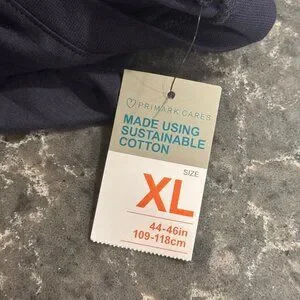 PRIMARK CARES
MADE USING
SUSTAINABLE
COTTON
SIZE
XL
44-46in
109-118cm